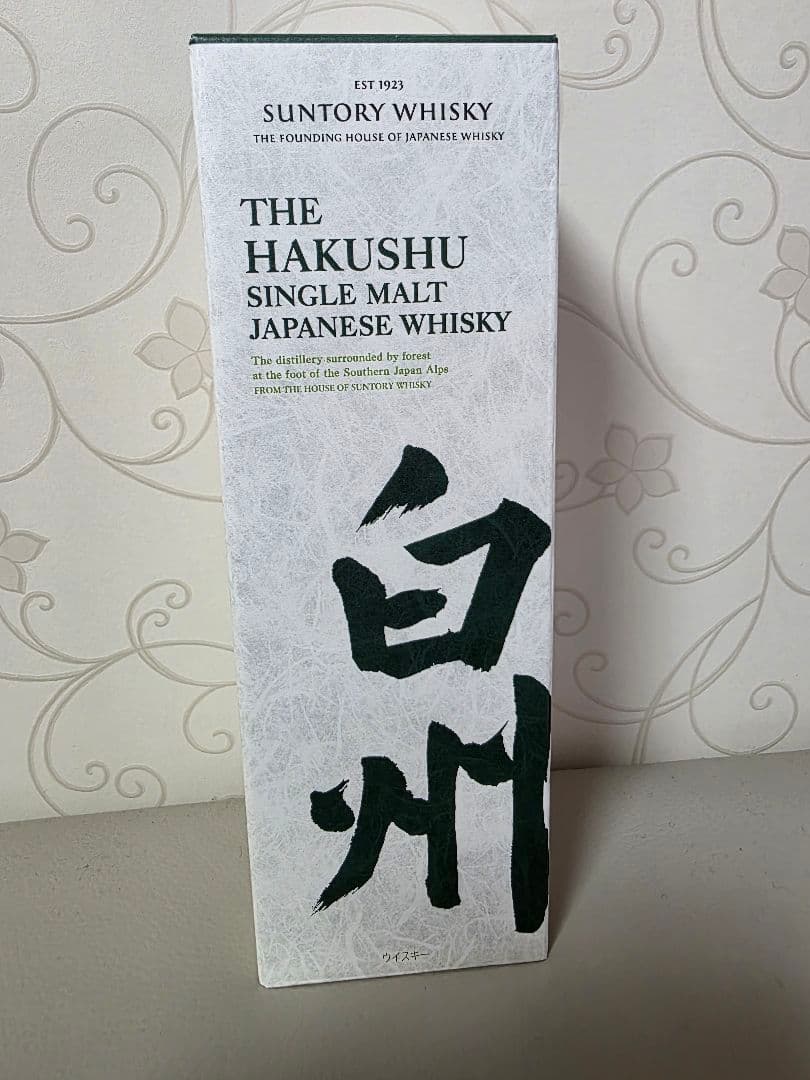 EST 1923
SUNTORY WHISKY
THE FOUNDING HOUSE OF JAPANESE WHISKY
THE
HAKUSHU
SINGLE MALT
JAPANESE WHISKY
The distillery surrounded by forest
at the foot of the Southern Japan Alps
FROM THE HOUSE OF SUNTORY WHISKY
白
州
ウイスキー